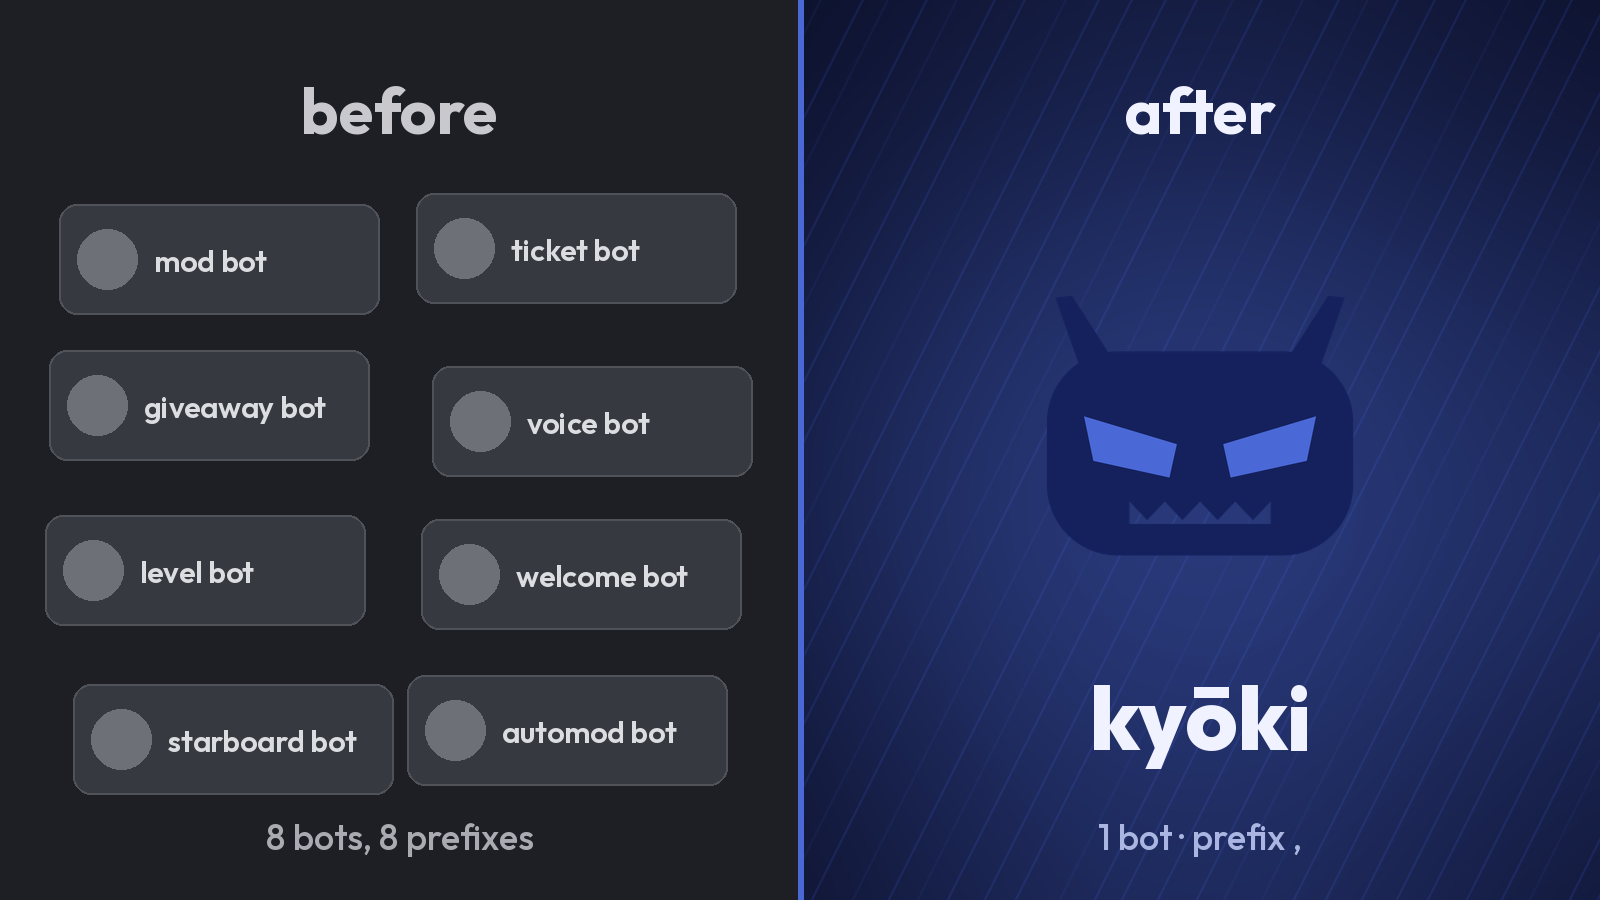 before
mod bot
ticket bot
giveaway bot
voice bot
level bot
welcome bot
starboard bot
automod bot
8 bots, 8 prefixes
after
kyōki
1 bot · prefix ,